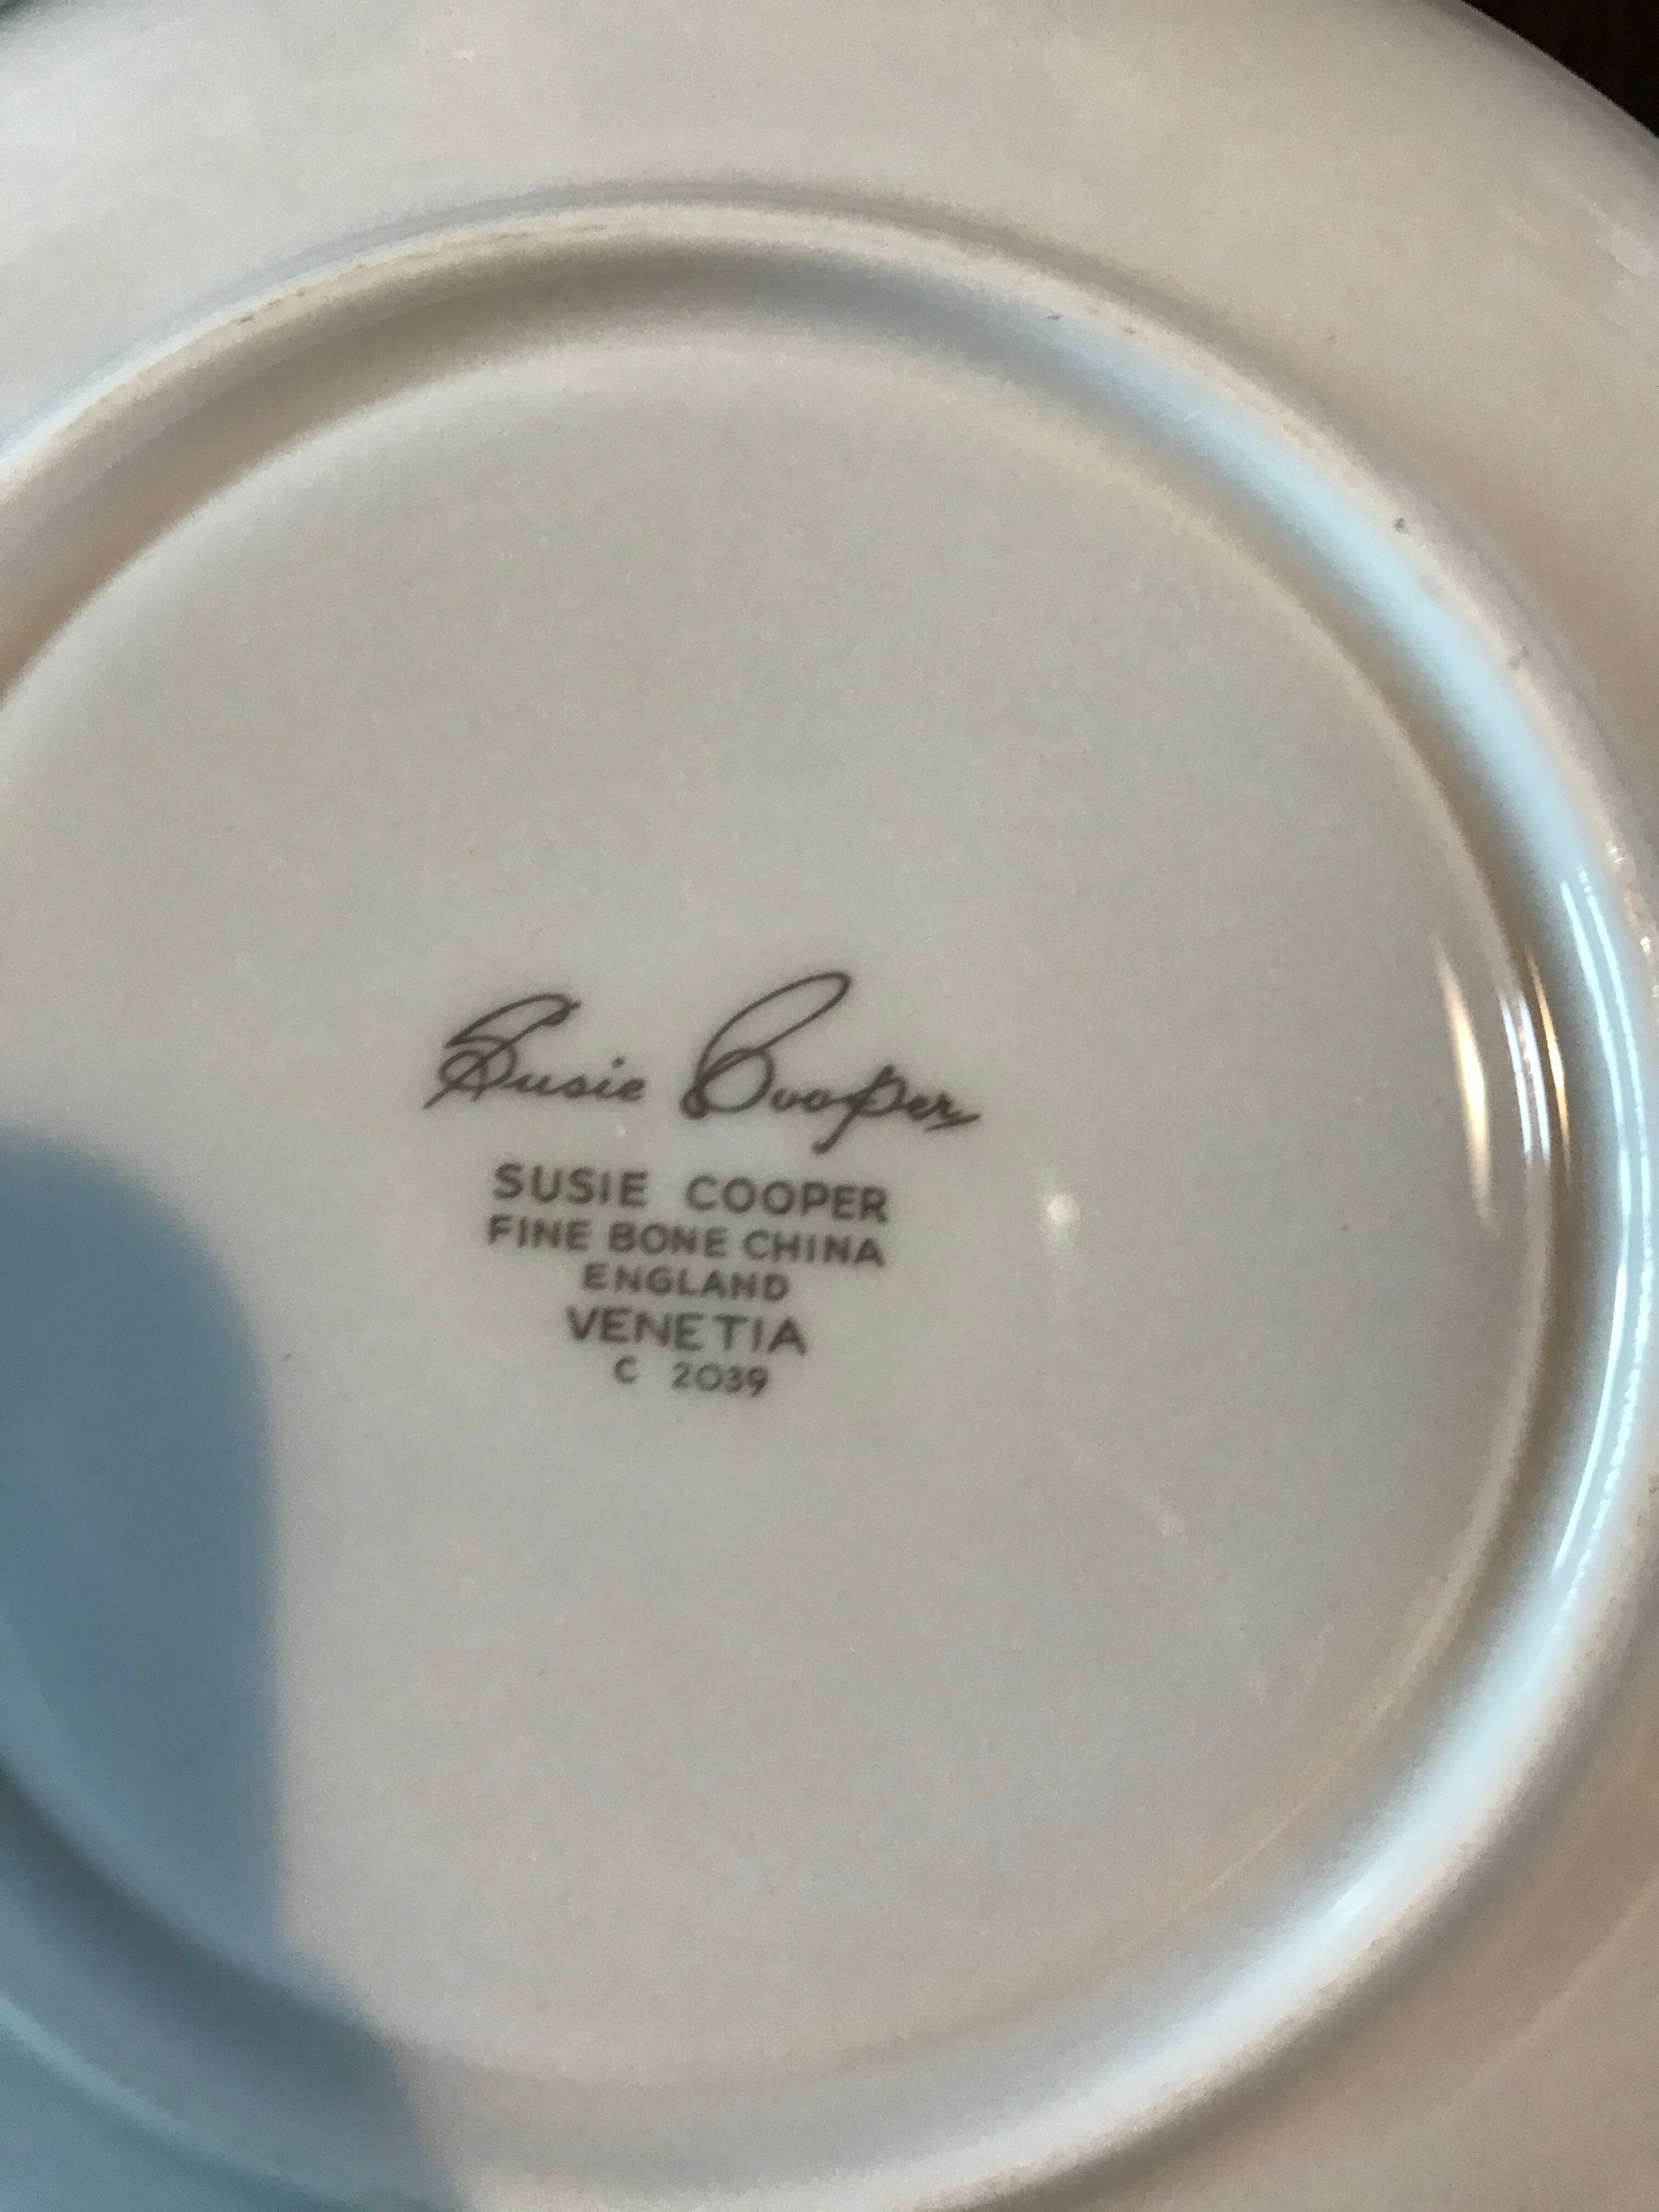 Susie Cooper
SUSIE COOPER
FINE BONE CHINA
ENGLAND
VENETIA
C 2039